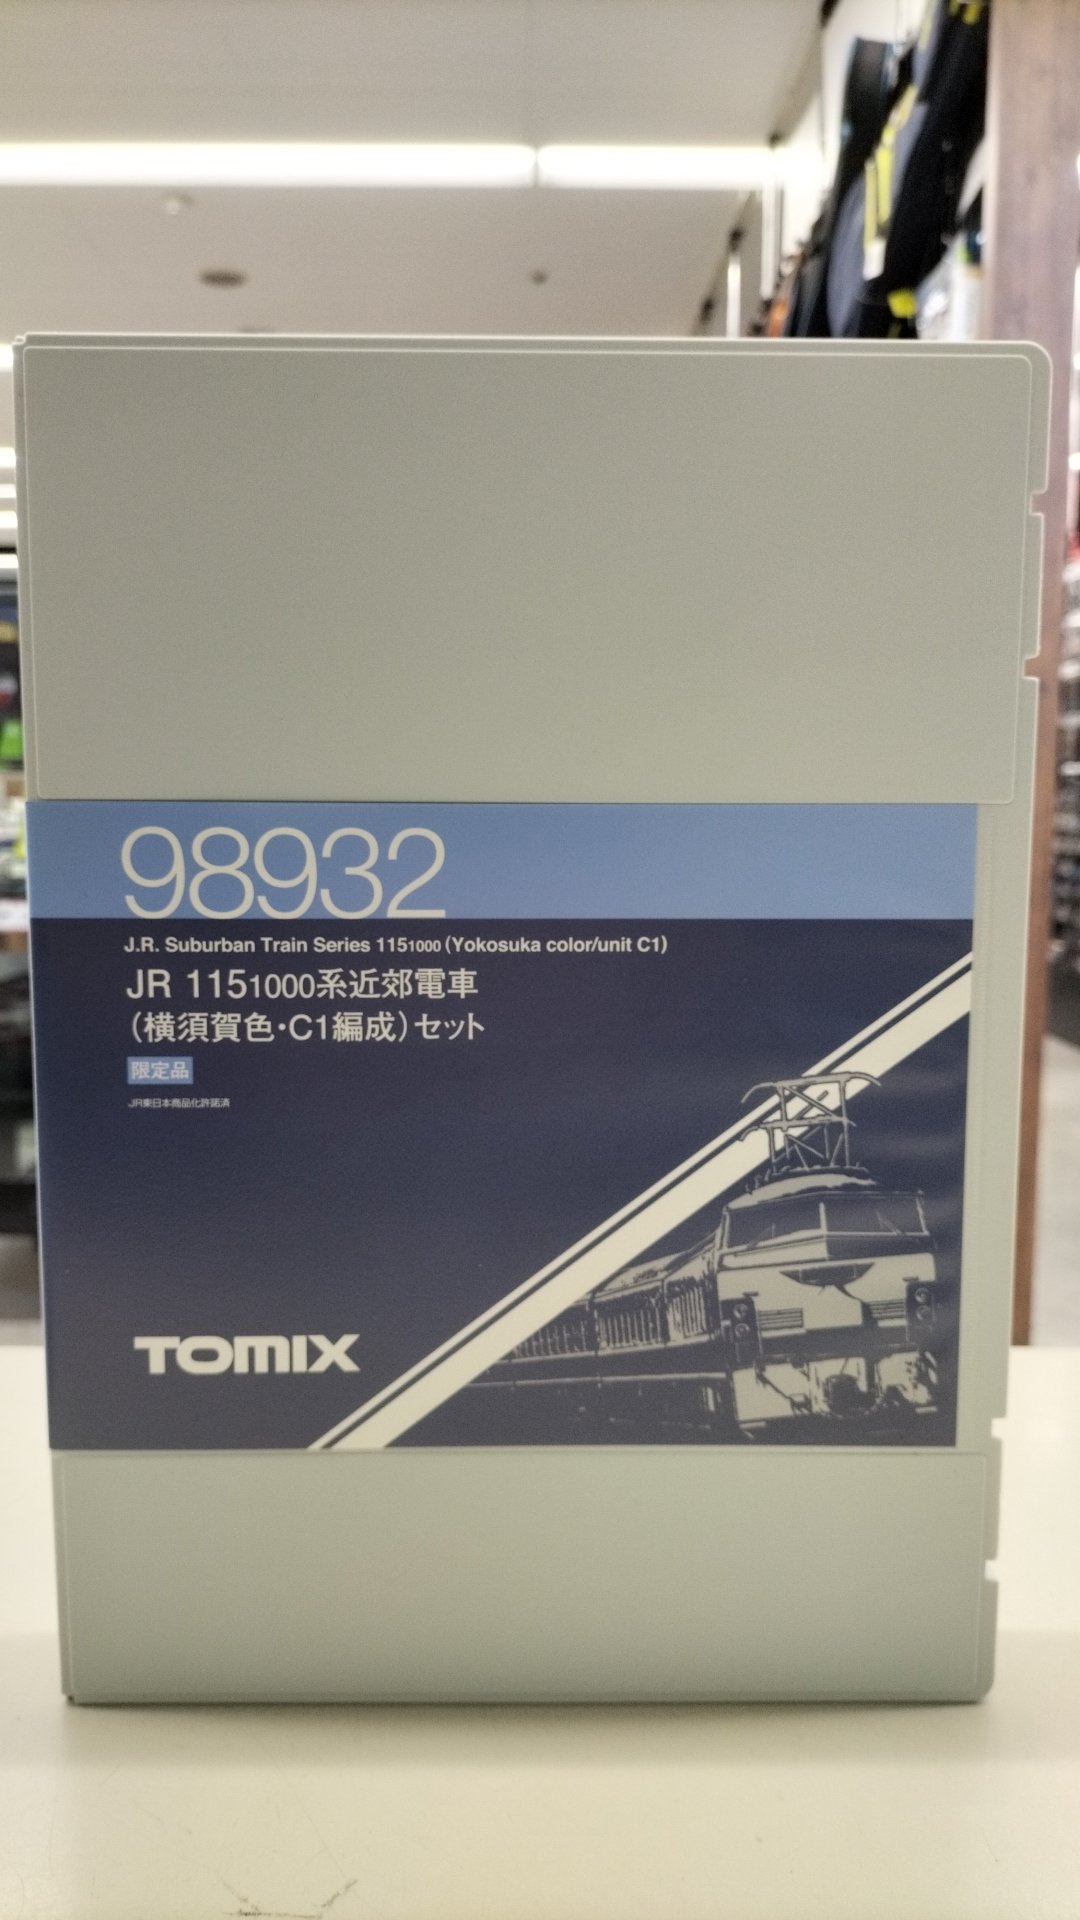 98932
J.R. Suburban Train Series 1151000 (Yokosuka color/unit C1)
JR 1151000系近郊電車
(横須賀色・C1編成)セット
限定品
JR東日本商品化許諾済
TOMIX